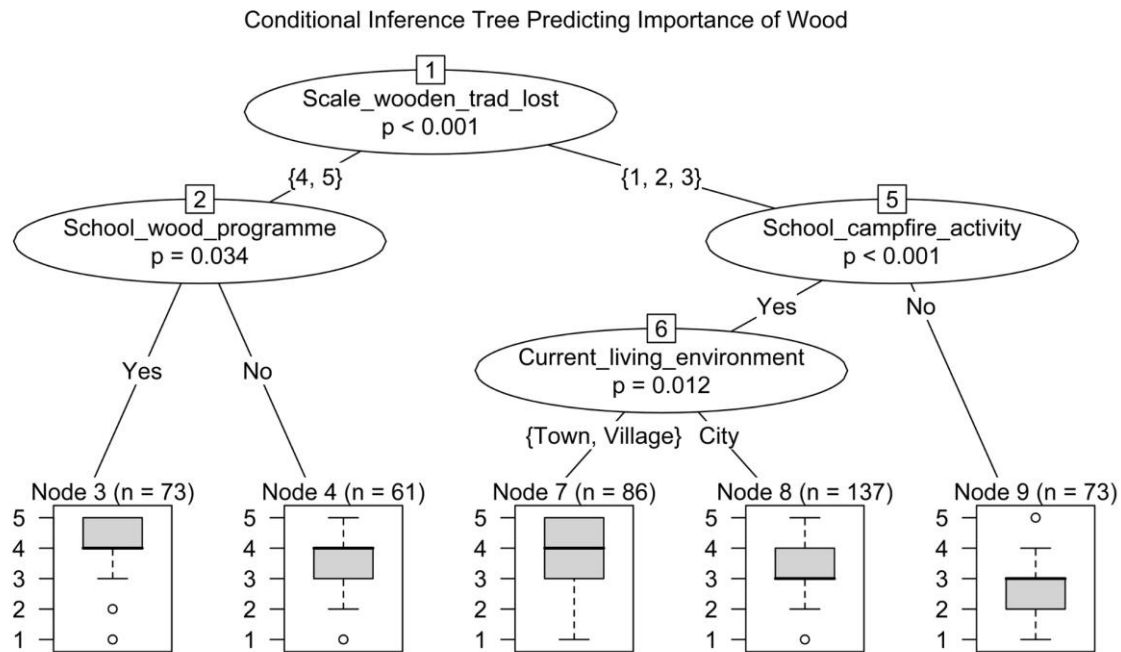 Conditional Inference Tree Predicting Importance of Wood
1
Scale_wooden_trad_lost
p < 0.001
{4, 5}
{1, 2, 3}
2
School_wood_programme
p = 0.034
5
School_campfire_activity
p < 0.001
Yes
No
6
Current_living_environment
p = 0.012
Yes
No
{Town, Village}
City
Node 3 (n = 73)
5
4
3
2
1
Node 4 (n = 61)
5
4
3
2
1
Node 7 (n = 86)
5
4
3
2
1
Node 8 (n = 137)
5
4
3
2
1
Node 9 (n = 73)
5
4
3
2
1